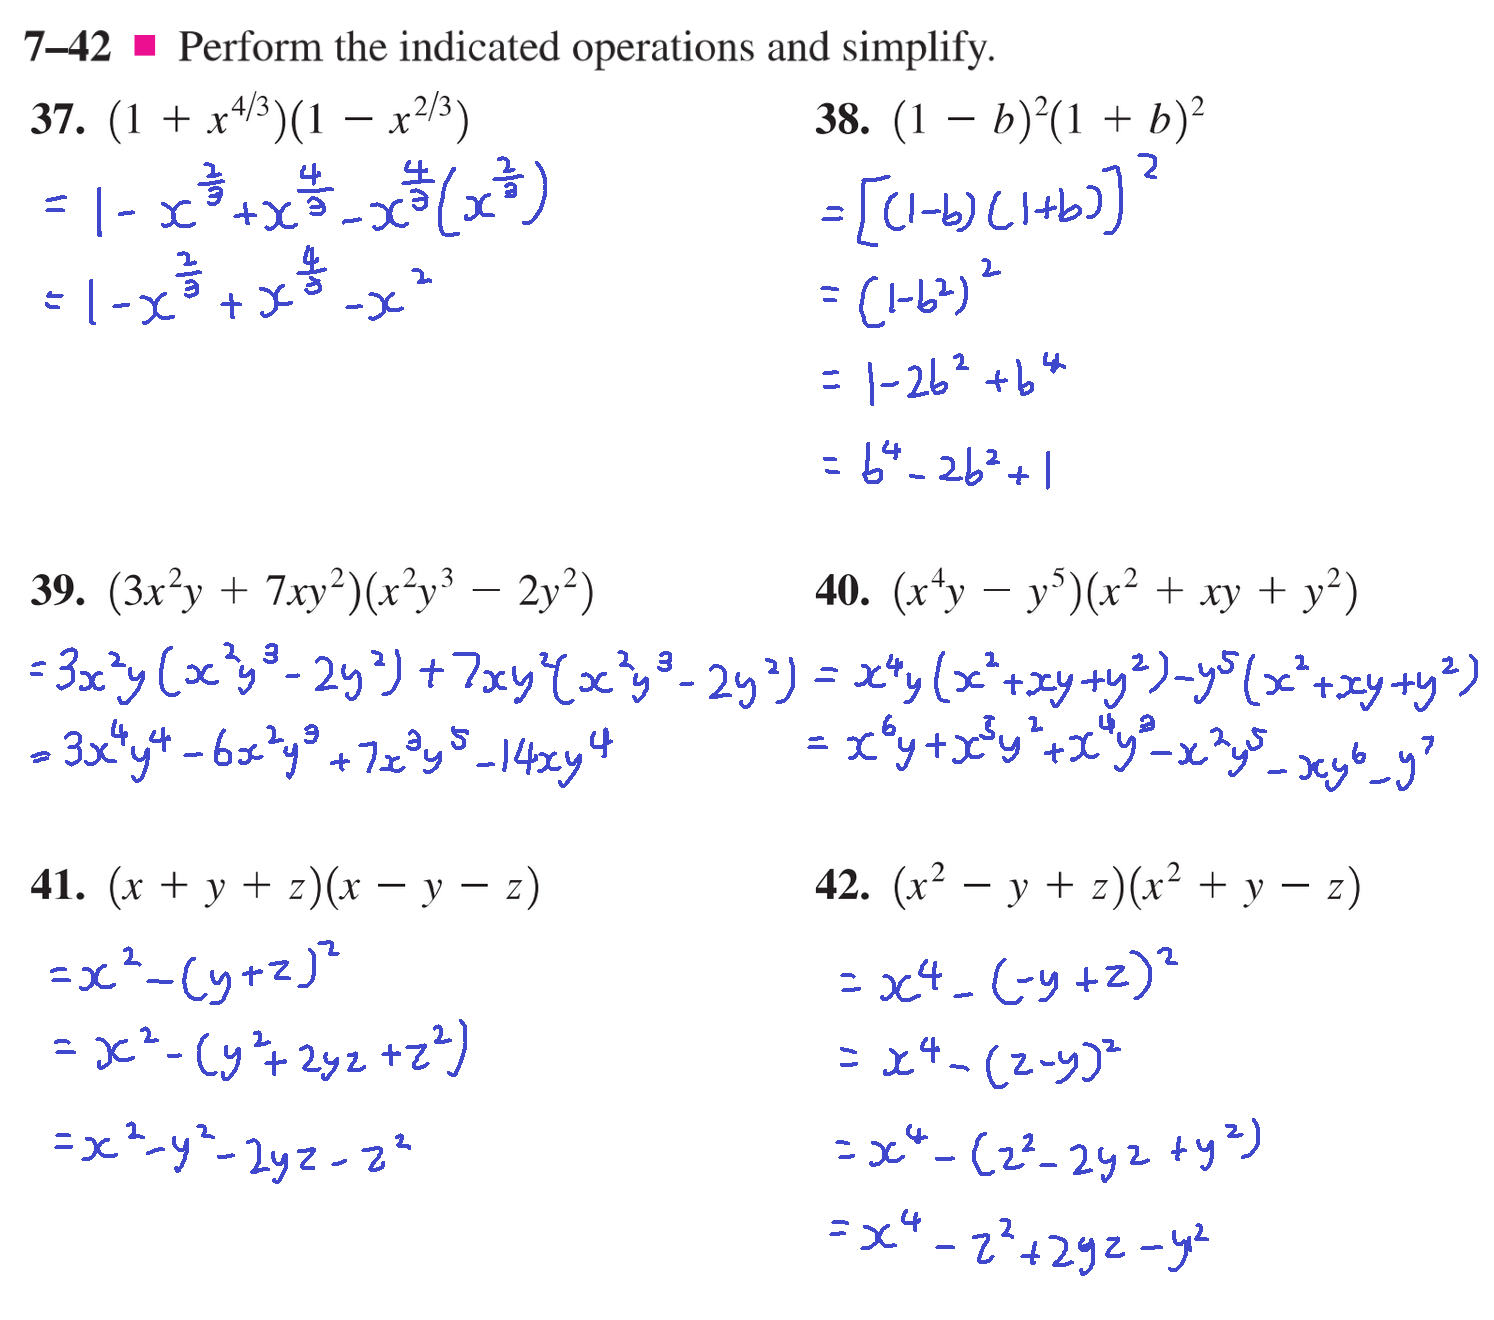 7–42 ■ Perform the indicated operations and simplify.
37. (1 + x^{4/3})(1 − x^{2/3})
= 1 - x^{2/3} + x^{4/3} - x^{4/3}(x^{2/3})
= 1 - x^{2/3} + x^{4/3} - x^2
38. (1 − b)^2(1 + b)^2
= [(1-b)(1+b)]^2
= (1-b^2)^2
= 1-2b^2 + b^4
= b^4 - 2b^2 + 1
39. (3x^2y + 7xy^2)(x^2y^3 − 2y^2)
= 3x^2y(x^2y^3 - 2y^2) + 7xy^2(x^2y^3 - 2y^2)
= 3x^4y^4 - 6x^2y^3 + 7x^3y^5 - 14xy^4
40. (x^4y − y^5)(x^2 + xy + y^2)
= x^4y(x^2+xy+y^2) - y^5(x^2+xy+y^2)
= x^6y + x^5y^2 + x^4y^3 - x^2y^5 - xy^6 - y^7
41. (x + y + z)(x − y − z)
= x^2 - (y+z)^2
= x^2 - (y^2 + 2yz + z^2)
= x^2 - y^2 - 2yz - z^2
42. (x^2 − y + z)(x^2 + y − z)
= x^4 - (-y+z)^2
= x^4 - (z-y)^2
= x^4 - (z^2 - 2yz + y^2)
= x^4 - z^2 + 2yz - y^2